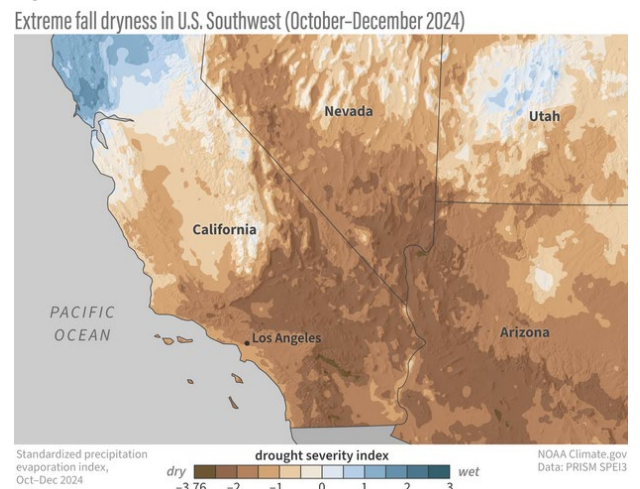 Extreme fall dryness in U.S. Southwest (October–December 2024)
Nevada
Utah
California
PACIFIC
OCEAN
Los Angeles
Arizona
Standardized precipitation
evaporation index,
Oct–Dec 2024
drought severity index
dry
wet
−3.76 −2 −1 0 1 2 3
NOAA Climate.gov
Data: PRISM SPEI3